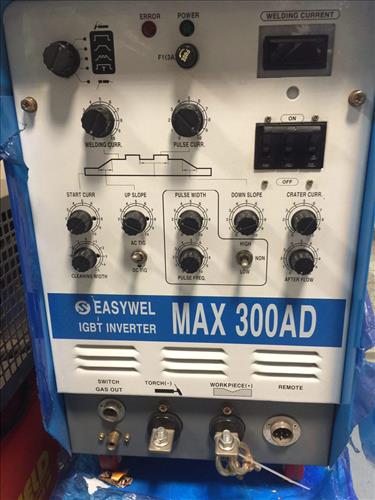 ERROR
POWER
WELDING CURRENT
F1(3A)
ON
WELDING CURR.
PULSE CURR.
OFF
START CURR
UP SLOPE
PULSE WIDTH
DOWN SLOPE
CRATER CURR.
AC TIG
HIGH
NON
CLEANING WIDTH
DC TIG
PULSE FREQ.
LOW
AFTER FLOW
EASYWEL
IGBT INVERTER
MAX 300AD
SWITCH
GAS OUT
TORCH(-)
WORKPIECE(+)
REMOTE